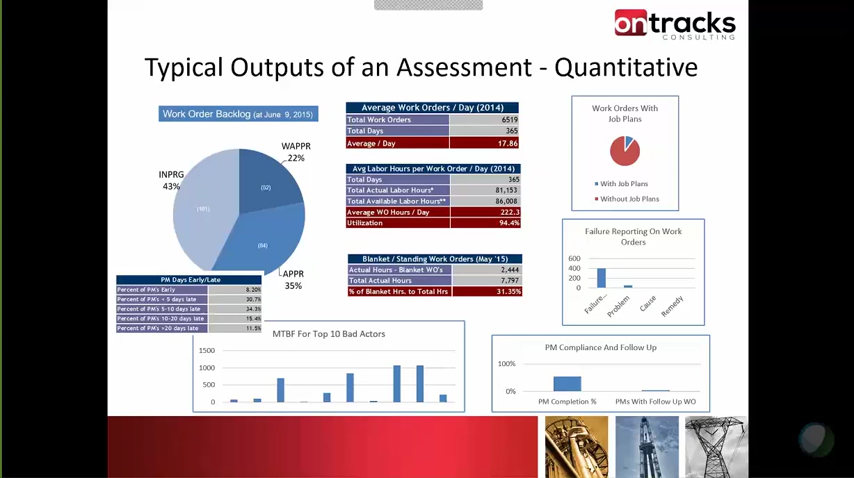 ontracks
CONSULTING
Typical Outputs of an Assessment - Quantitative
Work Order Backlog (at June 9, 2015)
WAPPR
22%
INPRG
43%
APPR
35%
(52)
(101)
(84)
PM Days Early/Late
Percent of PM's Early 8.20%
Percent of PM's < 5 days late 30.7%
Percent of PM's 5-10 days late 34.3%
Percent of PM's 10-20 days late 15.4%
Percent of PM's >20 days late 11.5%
Average Work Orders / Day (2014)
Total Work Orders 6519
Total Days 365
Average / Day 17.86
Avg Labor Hours per Work Order / Day (2014)
Total Days 365
Total Actual Labor Hours* 81,153
Total Available Labor Hours** 86,008
Average WO Hours / Day 222.3
Utilization 94.4%
Blanket / Standing Work Orders (May '15)
Actual Hours - Blanket WO's 2,444
Total Actual Hours 7,797
% of Blanket Hrs. to Total Hrs 31.35%
Work Orders With
Job Plans
With Job Plans
Without Job Plans
Failure Reporting On Work
Orders
600
400
200
0
Failure...
Problem
Cause
Remedy
MTBF For Top 10 Bad Actors
1500
1000
500
0
PM Compliance And Follow Up
100%
0%
PM Completion % PMs With Follow Up WO